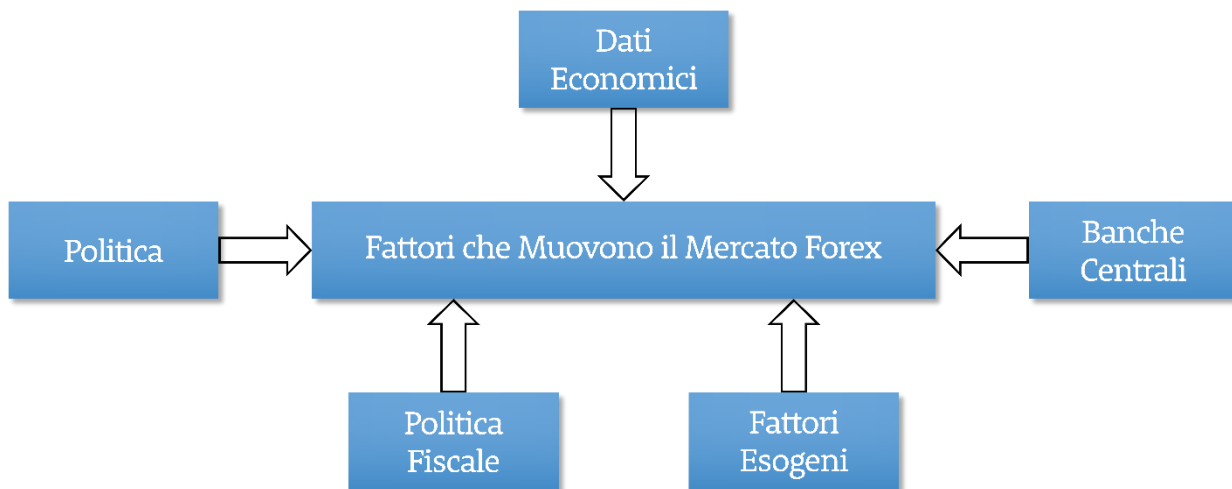 Dati
Economici
Politica
Fattori che Muovono il Mercato Forex
Banche
Centrali
Politica
Fiscale
Fattori
Esogeni